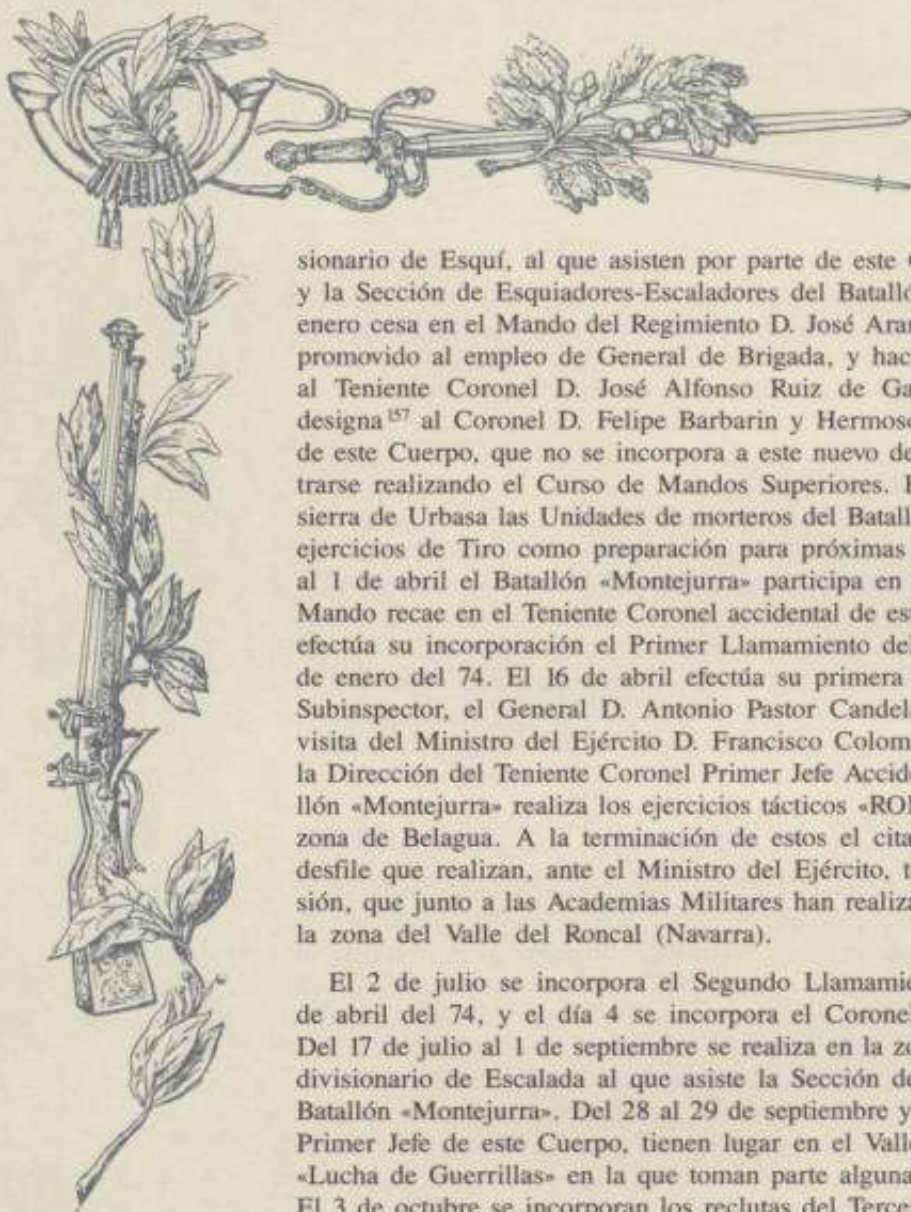 sionario de Esquí, al que asisten por parte de este
y la Sección de Esquiadores-Escaladores del Batalló
enero cesa en el Mando del Regimiento D. José Aran
promovido al empleo de General de Brigada, y hac
al Teniente Coronel D. José Alfonso Ruiz de Ga
designa 157 al Coronel D. Felipe Barbarin y Hermos
de este Cuerpo, que no se incorpora a este nuevo de
trarse realizando el Curso de Mandos Superiores.
sierra de Urbasa las Unidades de morteros del Batall
ejercicios de Tiro como preparación para próximas
al 1 de abril el Batallón «Montejurra» participa en
Mando recae en el Teniente Coronel accidental de est
efectúa su incorporación el Primer Llamamiento del
de enero del 74. El 16 de abril efectúa su primera
Subinspector, el General D. Antonio Pastor Candel
visita del Ministro del Ejército D. Francisco Colom
la Dirección del Teniente Coronel Primer Jefe Accid
llón «Montejurra» realiza los ejercicios tácticos «RO
zona de Belagua. A la terminación de estos el cita
desfile que realizan, ante el Ministro del Ejército, t
sión, que junto a las Academias Militares han realiza
la zona del Valle del Roncal (Navarra).
El 2 de julio se incorpora el Segundo Llamamie
de abril del 74, y el día 4 se incorpora el Coronel
Del 17 de julio al 1 de septiembre se realiza en la zo
divisionario de Escalada al que asiste la Sección de
Batallón «Montejurra». Del 28 al 29 de septiembre y
Primer Jefe de este Cuerpo, tienen lugar en el Valle
«Lucha de Guerrillas» en la que toman parte alguna
El 3 de octubre se incorporan los reclutas del Terce